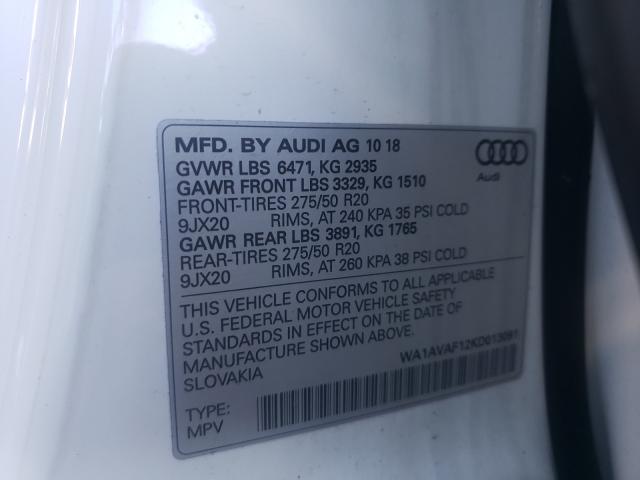 MFD. BY AUDI AG 10 18
GVWR LBS 6471, KG 2935
GAWR FRONT LBS 3329, KG 1510
FRONT-TIRES 275/50 R20
9JX20 RIMS, AT 240 KPA 35 PSI COLD
GAWR REAR LBS 3891, KG 1765
REAR-TIRES 275/50 R20
9JX20 RIMS, AT 260 KPA 38 PSI COLD
Audi
THIS VEHICLE CONFORMS TO ALL APPLICABLE
U.S. FEDERAL MOTOR VEHICLE SAFETY
STANDARDS IN EFFECT ON THE DATE OF
MANUFACTURE SHOWN ABOVE.
SLOVAKIA
WA1AVAF12KD013091
TYPE:
MPV